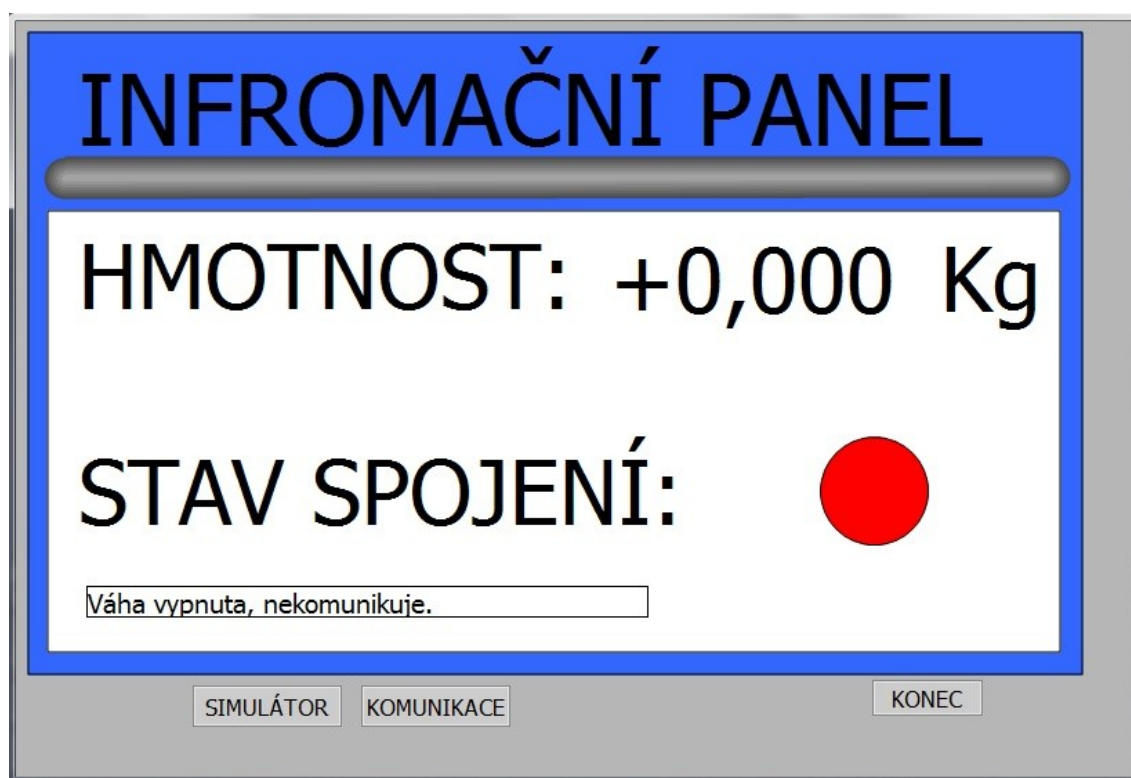 INFROMAČNÍ PANEL
HMOTNOST: +0,000 Kg
STAV SPOJENÍ:
Váha vypnuta, nekomunikuje.
SIMULÁTOR KOMUNIKACE KONEC